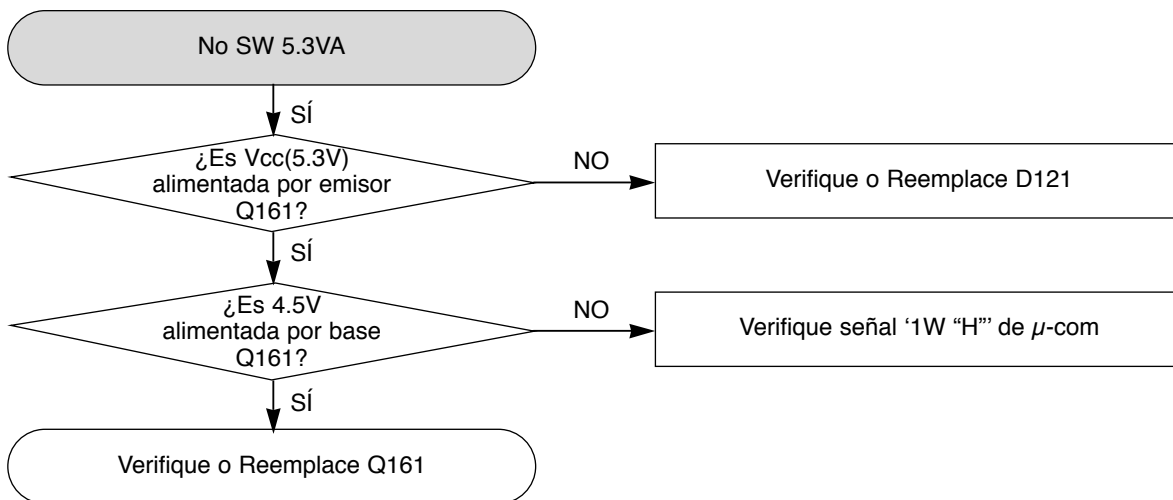 No SW 5.3VA
SÍ
¿Es Vcc(5.3V)
alimentada por emisor
Q161?
NO
Verifique o Reemplace D121
SÍ
¿Es 4.5V
alimentada por base
Q161?
NO
Verifique señal ‘1W “H”’ de µ-com
SÍ
Verifique o Reemplace Q161